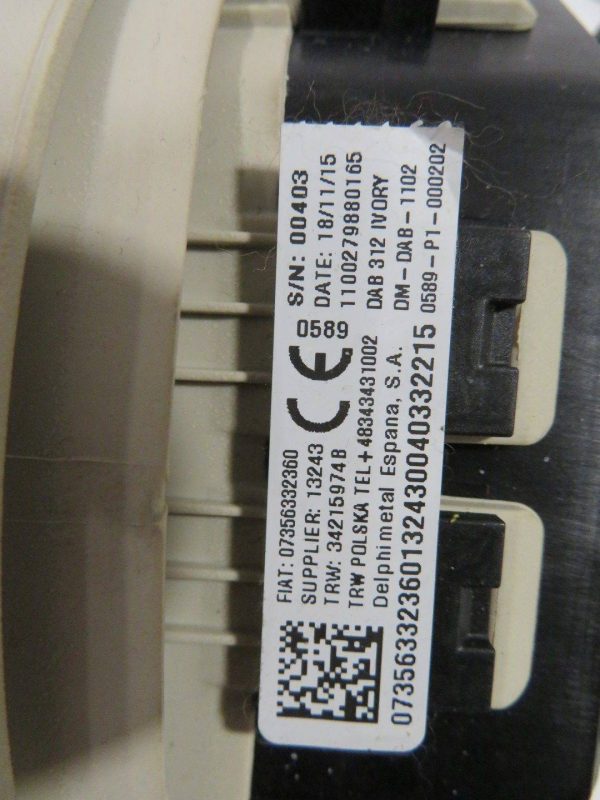 FIAT: 07356332360
SUPPLIER: 13243
TRW: 34215974B
TRW POLSKA TEL+48343431002
Delphimetal Espana, S.A.
07356332360132430040332215
CE
0589
S/N: 00403
DATE: 18/11/15
1100279880165
DAB 312 IVORY
DM-DAB-1102
0589-P1-000202